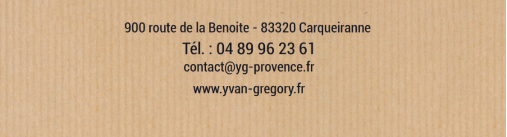 900 route de la Benoite - 83320 Carqueiranne
Tél. : 04 89 96 23 61
contact@yg-provence.fr
www.yvan-gregory.fr